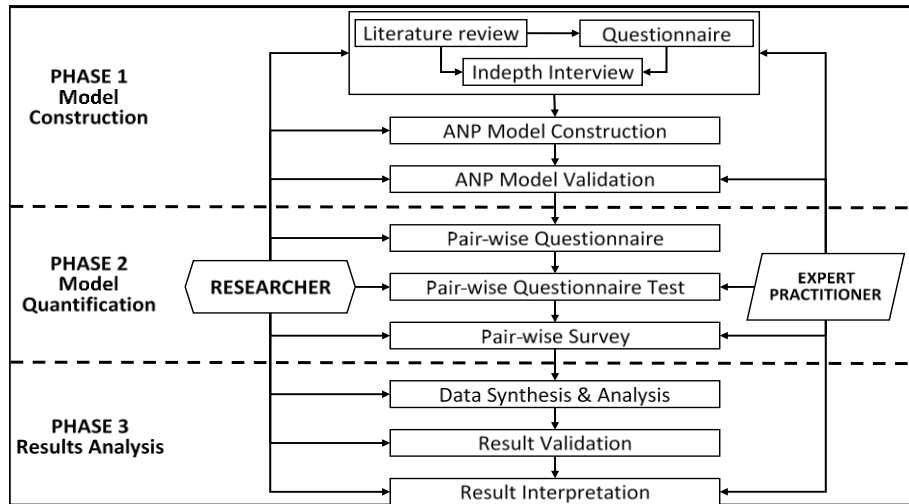 PHASE 1
Model
Construction
Literature review
Questionnaire
Indepth Interview
ANP Model Construction
ANP Model Validation
PHASE 2
Model
Quantification
RESEARCHER
Pair-wise Questionnaire
Pair-wise Questionnaire Test
Pair-wise Survey
EXPERT
PRACTITIONER
PHASE 3
Results Analysis
Data Synthesis & Analysis
Result Validation
Result Interpretation